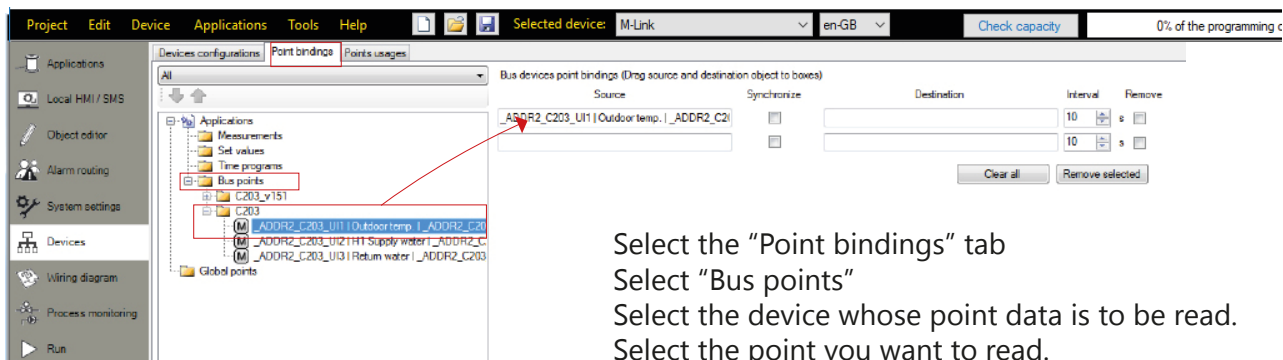 Project Edit Device Applications Tools Help Selected device: M-Link en-GB Check capacity 0% of the programming
Devices configurations Point bindings Points usages
Applications
Local HMI / SMS
Object editor
Alarm routing
System settings
Devices
Wiring diagram
Process monitoring
Run
All
Applications
Measurements
Set values
Time programs
Bus points
C203_v151
C203
M _ADDR2_C203_UI1 | Outdoor temp. | _ADDR2_C20
M _ADDR2_C203_UI2 | H1 Supply water | _ADDR2_C
M _ADDR2_C203_UI3 | Return water | _ADDR2_C203
Global points
Bus devices point bindings (Drag source and destination object to boxes)
Source Synchronize Destination Interval Remove
_ADDR2_C203_UI1 | Outdoor temp. | _ADDR2_C2 10 s
10 s
Clear all Remove selected
Select the “Point bindings” tab
Select “Bus points”
Select the device whose point data is to be read.
Select the point you want to read.